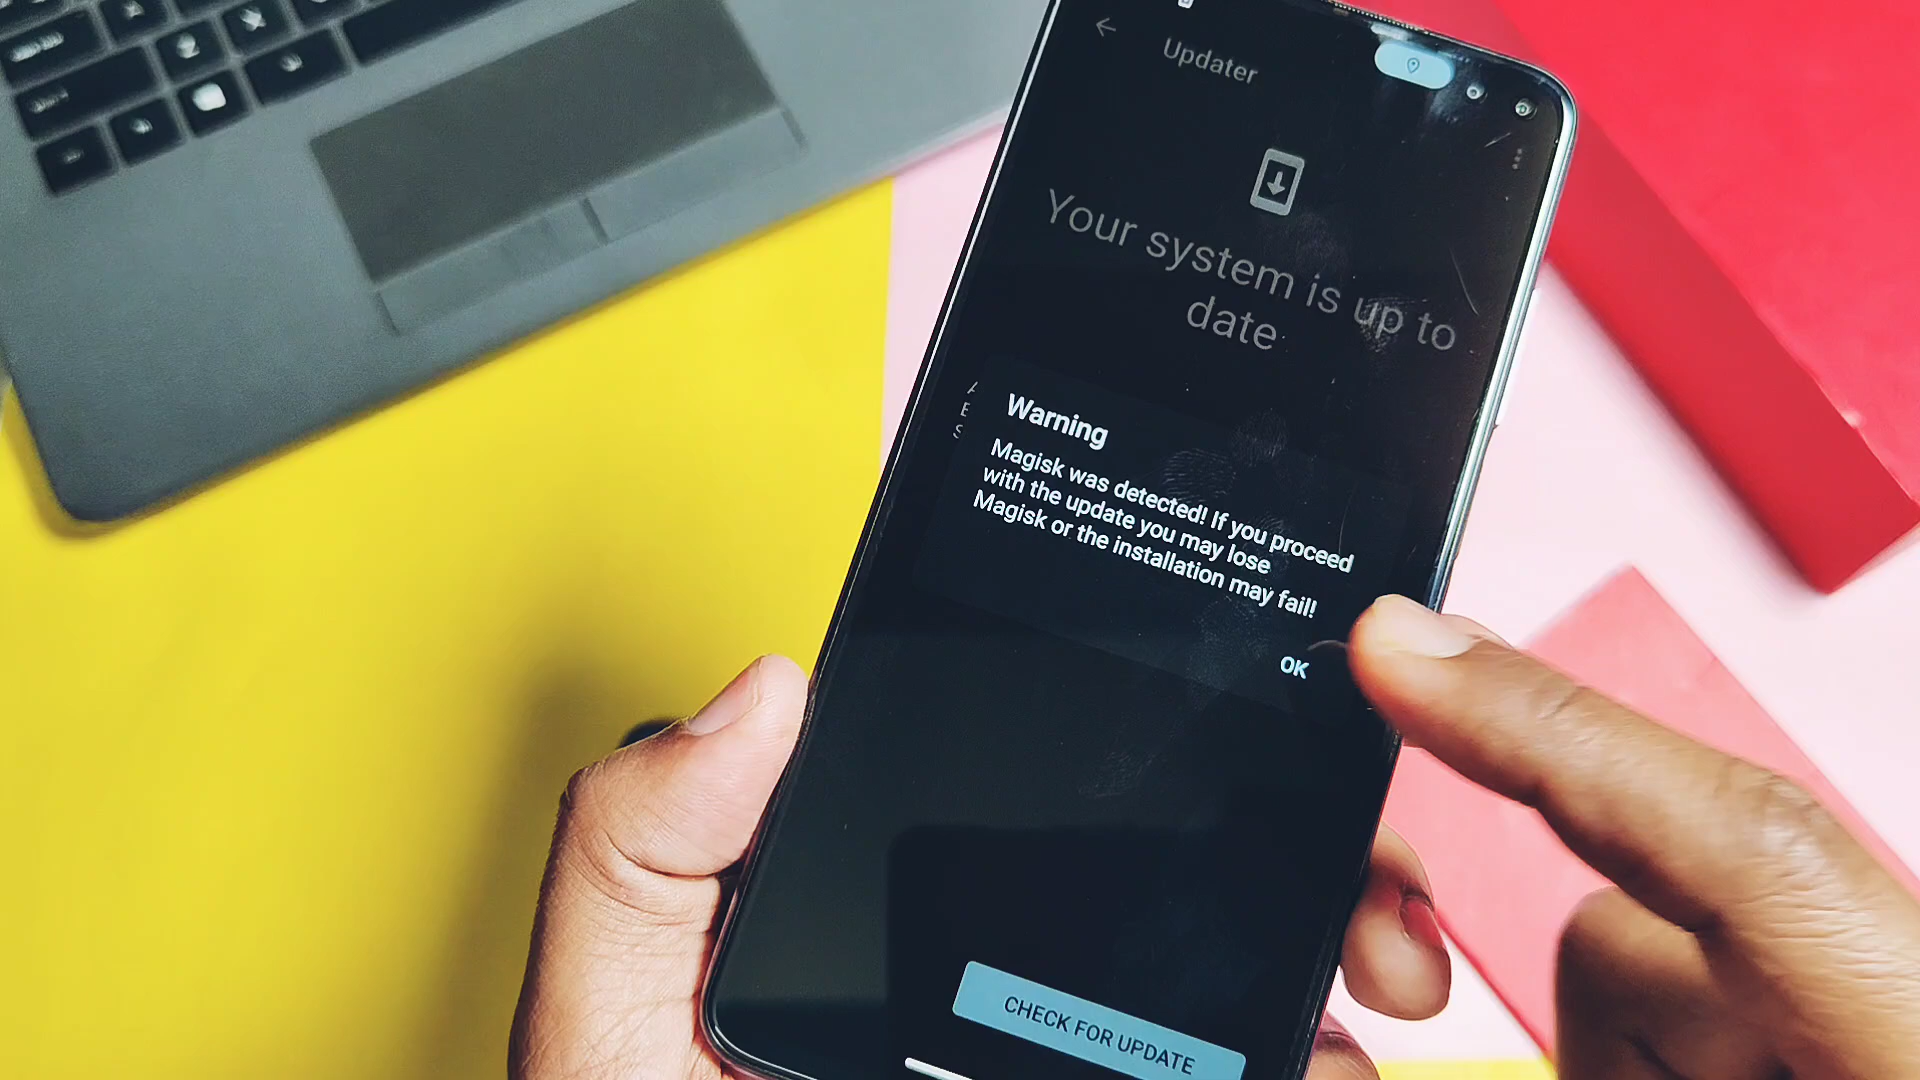 Updater
Your system is up to
date
A
E
S
Warning
Magisk was detected! If you proceed
with the update you may lose
Magisk or the installation may fail!
OK
CHECK FOR UPDATE